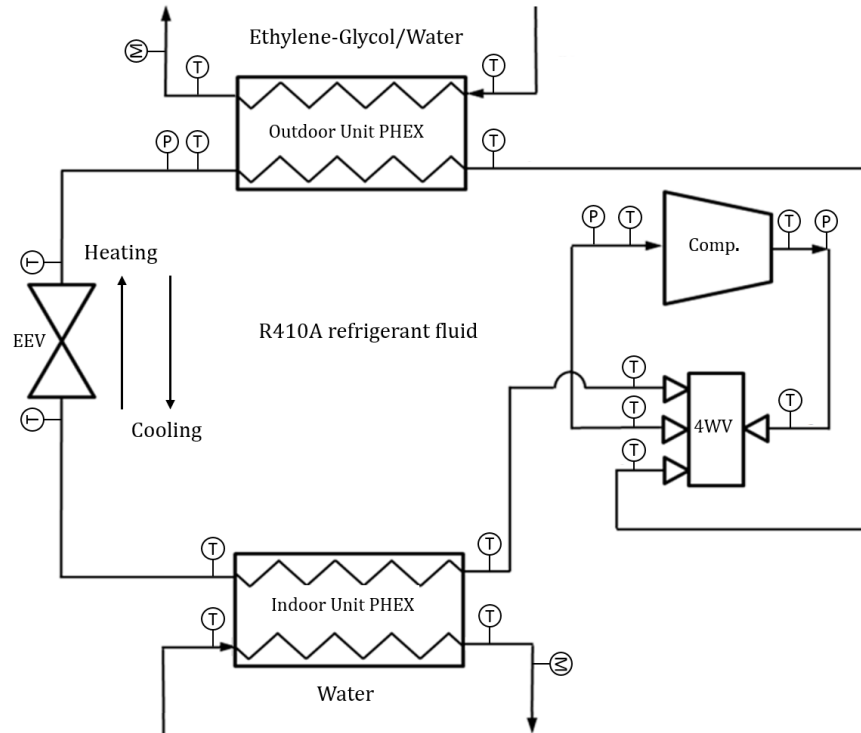 Ethylene-Glycol/Water
M
T
T
Outdoor Unit PHEX
P
T
T
P
T
T
P
Comp.
T
Heating
EEV
R410A refrigerant fluid
T
Cooling
T
T
T
T
4WV
T
T
Indoor Unit PHEX
T
T
M
Water